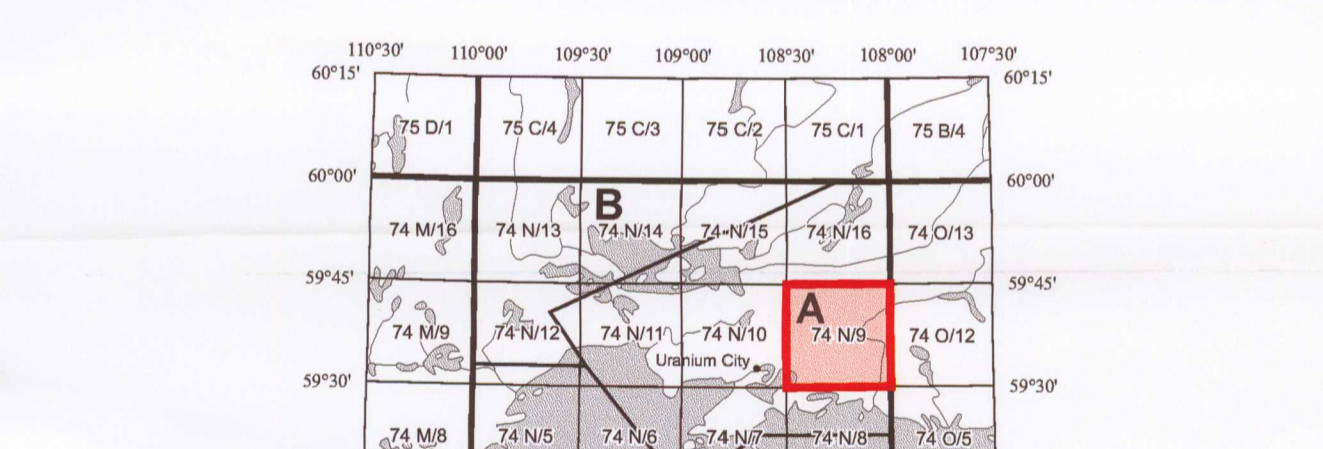 110°30' 110°00' 109°30' 109°00' 108°30' 108°00' 107°30'
60°15' 60°15'
75 D/1 75 C/4 75 C/3 75 C/2 75 C/1 75 B/4
60°00' 60°00'
B
74 M/16 74 N/13 74 N/14 74 N/15 74 N/16 74 O/13
59°45' 59°45'
A
74 M/9 74 N/12 74 N/11 74 N/10 74 N/9 74 O/12
Uranium City
59°30' 59°30'
74 M/8 74 N/5 74 N/6 74 N/7 74 N/8 74 O/5